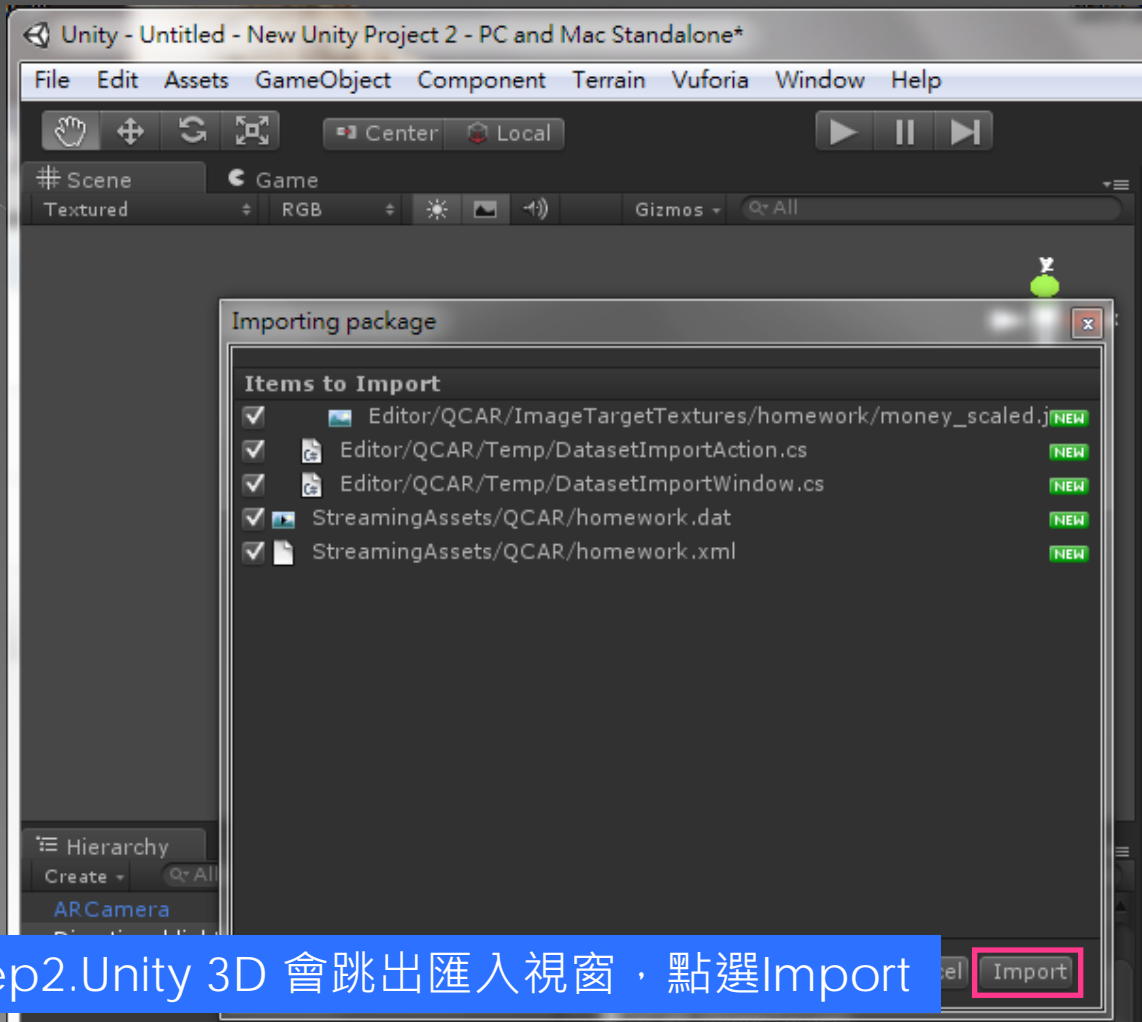 Unity - Untitled - New Unity Project 2 - PC and Mac Standalone*
File Edit Assets GameObject Component Terrain Vuforia Window Help
Center Local
Scene Game
Textured RGB Gizmos All
y
Importing package
Items to Import
Editor/QCAR/ImageTargetTextures/homework/money_scaled.j NEW
Editor/QCAR/Temp/DatasetImportAction.cs NEW
Editor/QCAR/Temp/DatasetImportWindow.cs NEW
StreamingAssets/QCAR/homework.dat NEW
StreamingAssets/QCAR/homework.xml NEW
Hierarchy
Create All
ARCamera
ep2.Unity 3D 會跳出匯入視窗，點選Import
cel Import